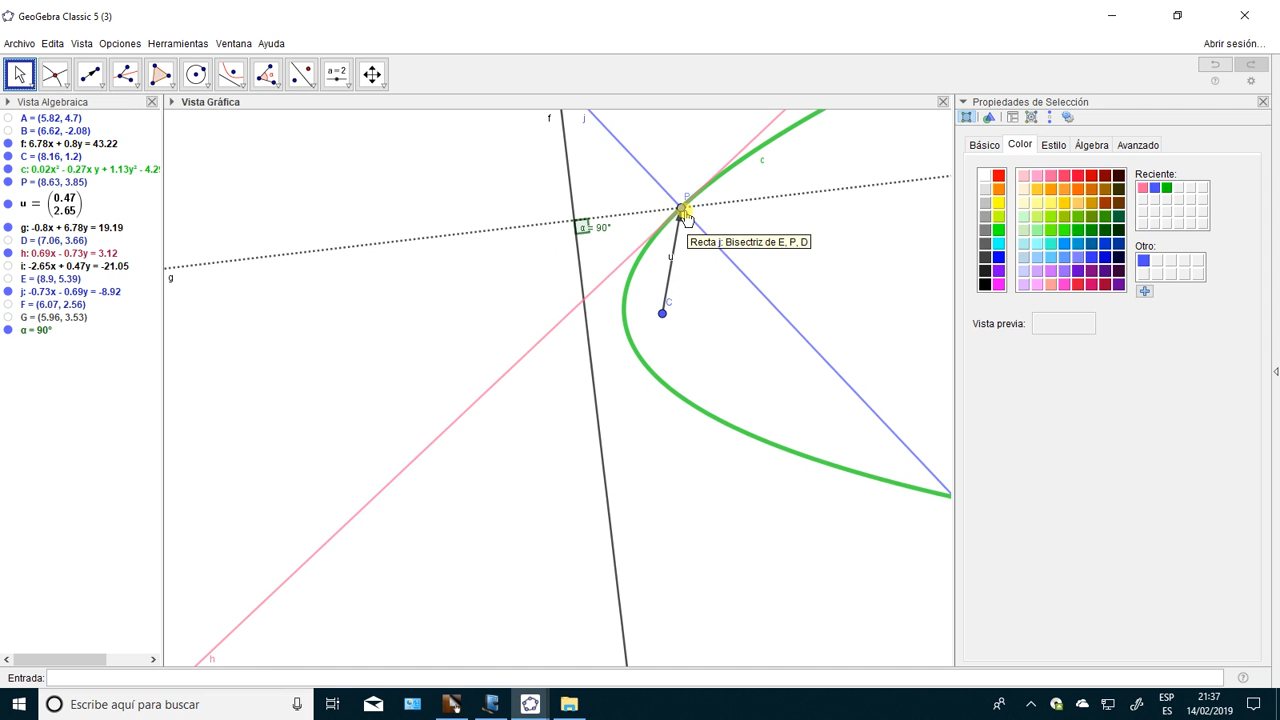 GeoGebra Classic 5 (3)
Archivo Edita Vista Opciones Herramientas Ventana Ayuda
Abrir sesión...
a=2
Vista Algebraica
Vista Gráfica
Propiedades de Selección
A = (5.82, 4.7)
B = (6.62, -2.08)
f: 6.78x + 0.8y = 43.22
C = (8.16, 1.2)
c: 0.02x² - 0.27x y + 1.13y² - 4.2
P = (8.63, 3.85)
u = (0.47
2.65)
g: -0.8x + 6.78y = 19.19
D = (7.06, 3.66)
h: 0.69x - 0.73y = 3.12
i: -2.65x + 0.47y = -21.05
E = (8.9, 5.39)
j: -0.73x - 0.69y = -8.92
F = (6.07, 2.56)
G = (5.96, 3.53)
α = 90°
f
j
c
P
α = 90°
Recta j: Bisectriz de E, P, D
u
g
C
h
Básico Color Estilo Álgebra Avanzado
Reciente:
Otro:
Vista previa:
Entrada:
Escribe aquí para buscar
ESP
ES
21:37
14/02/2019